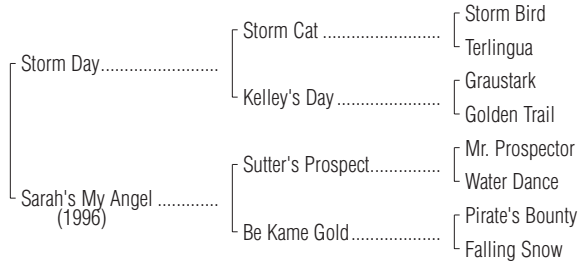 Storm Bird
Storm Cat ........................
Terlingua
Storm Day........................
Graustark
Kelley's Day .....................
Golden Trail
Mr. Prospector
Sutter's Prospect..............
Water Dance
Sarah's My Angel ............
(1996)
Pirate's Bounty
Be Kame Gold..................
Falling Snow